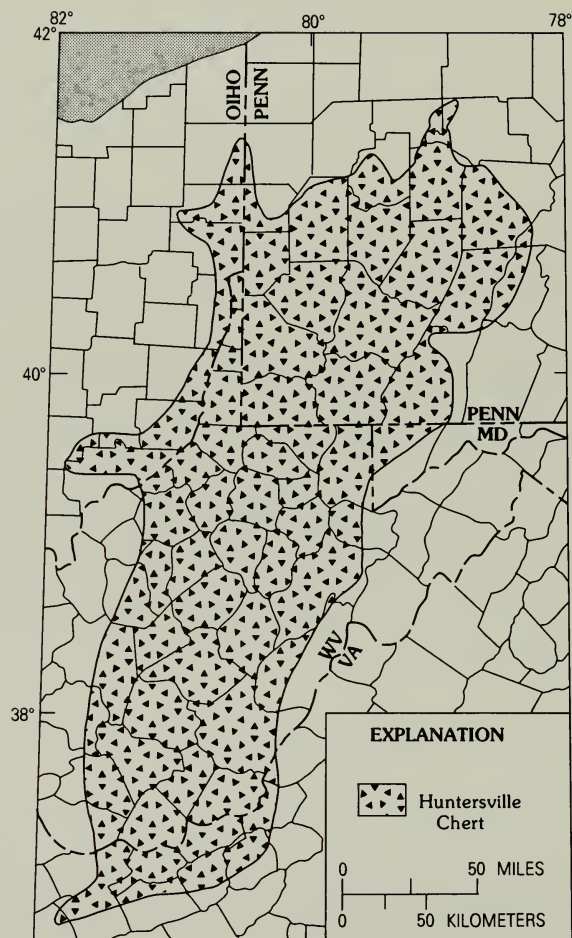 82°
80°
78°
42°
OIHO
PENN
40°
PENN
MD
WV
VA
38°
EXPLANATION
Huntersville
Chert
0 50 MILES
0 50 KILOMETERS